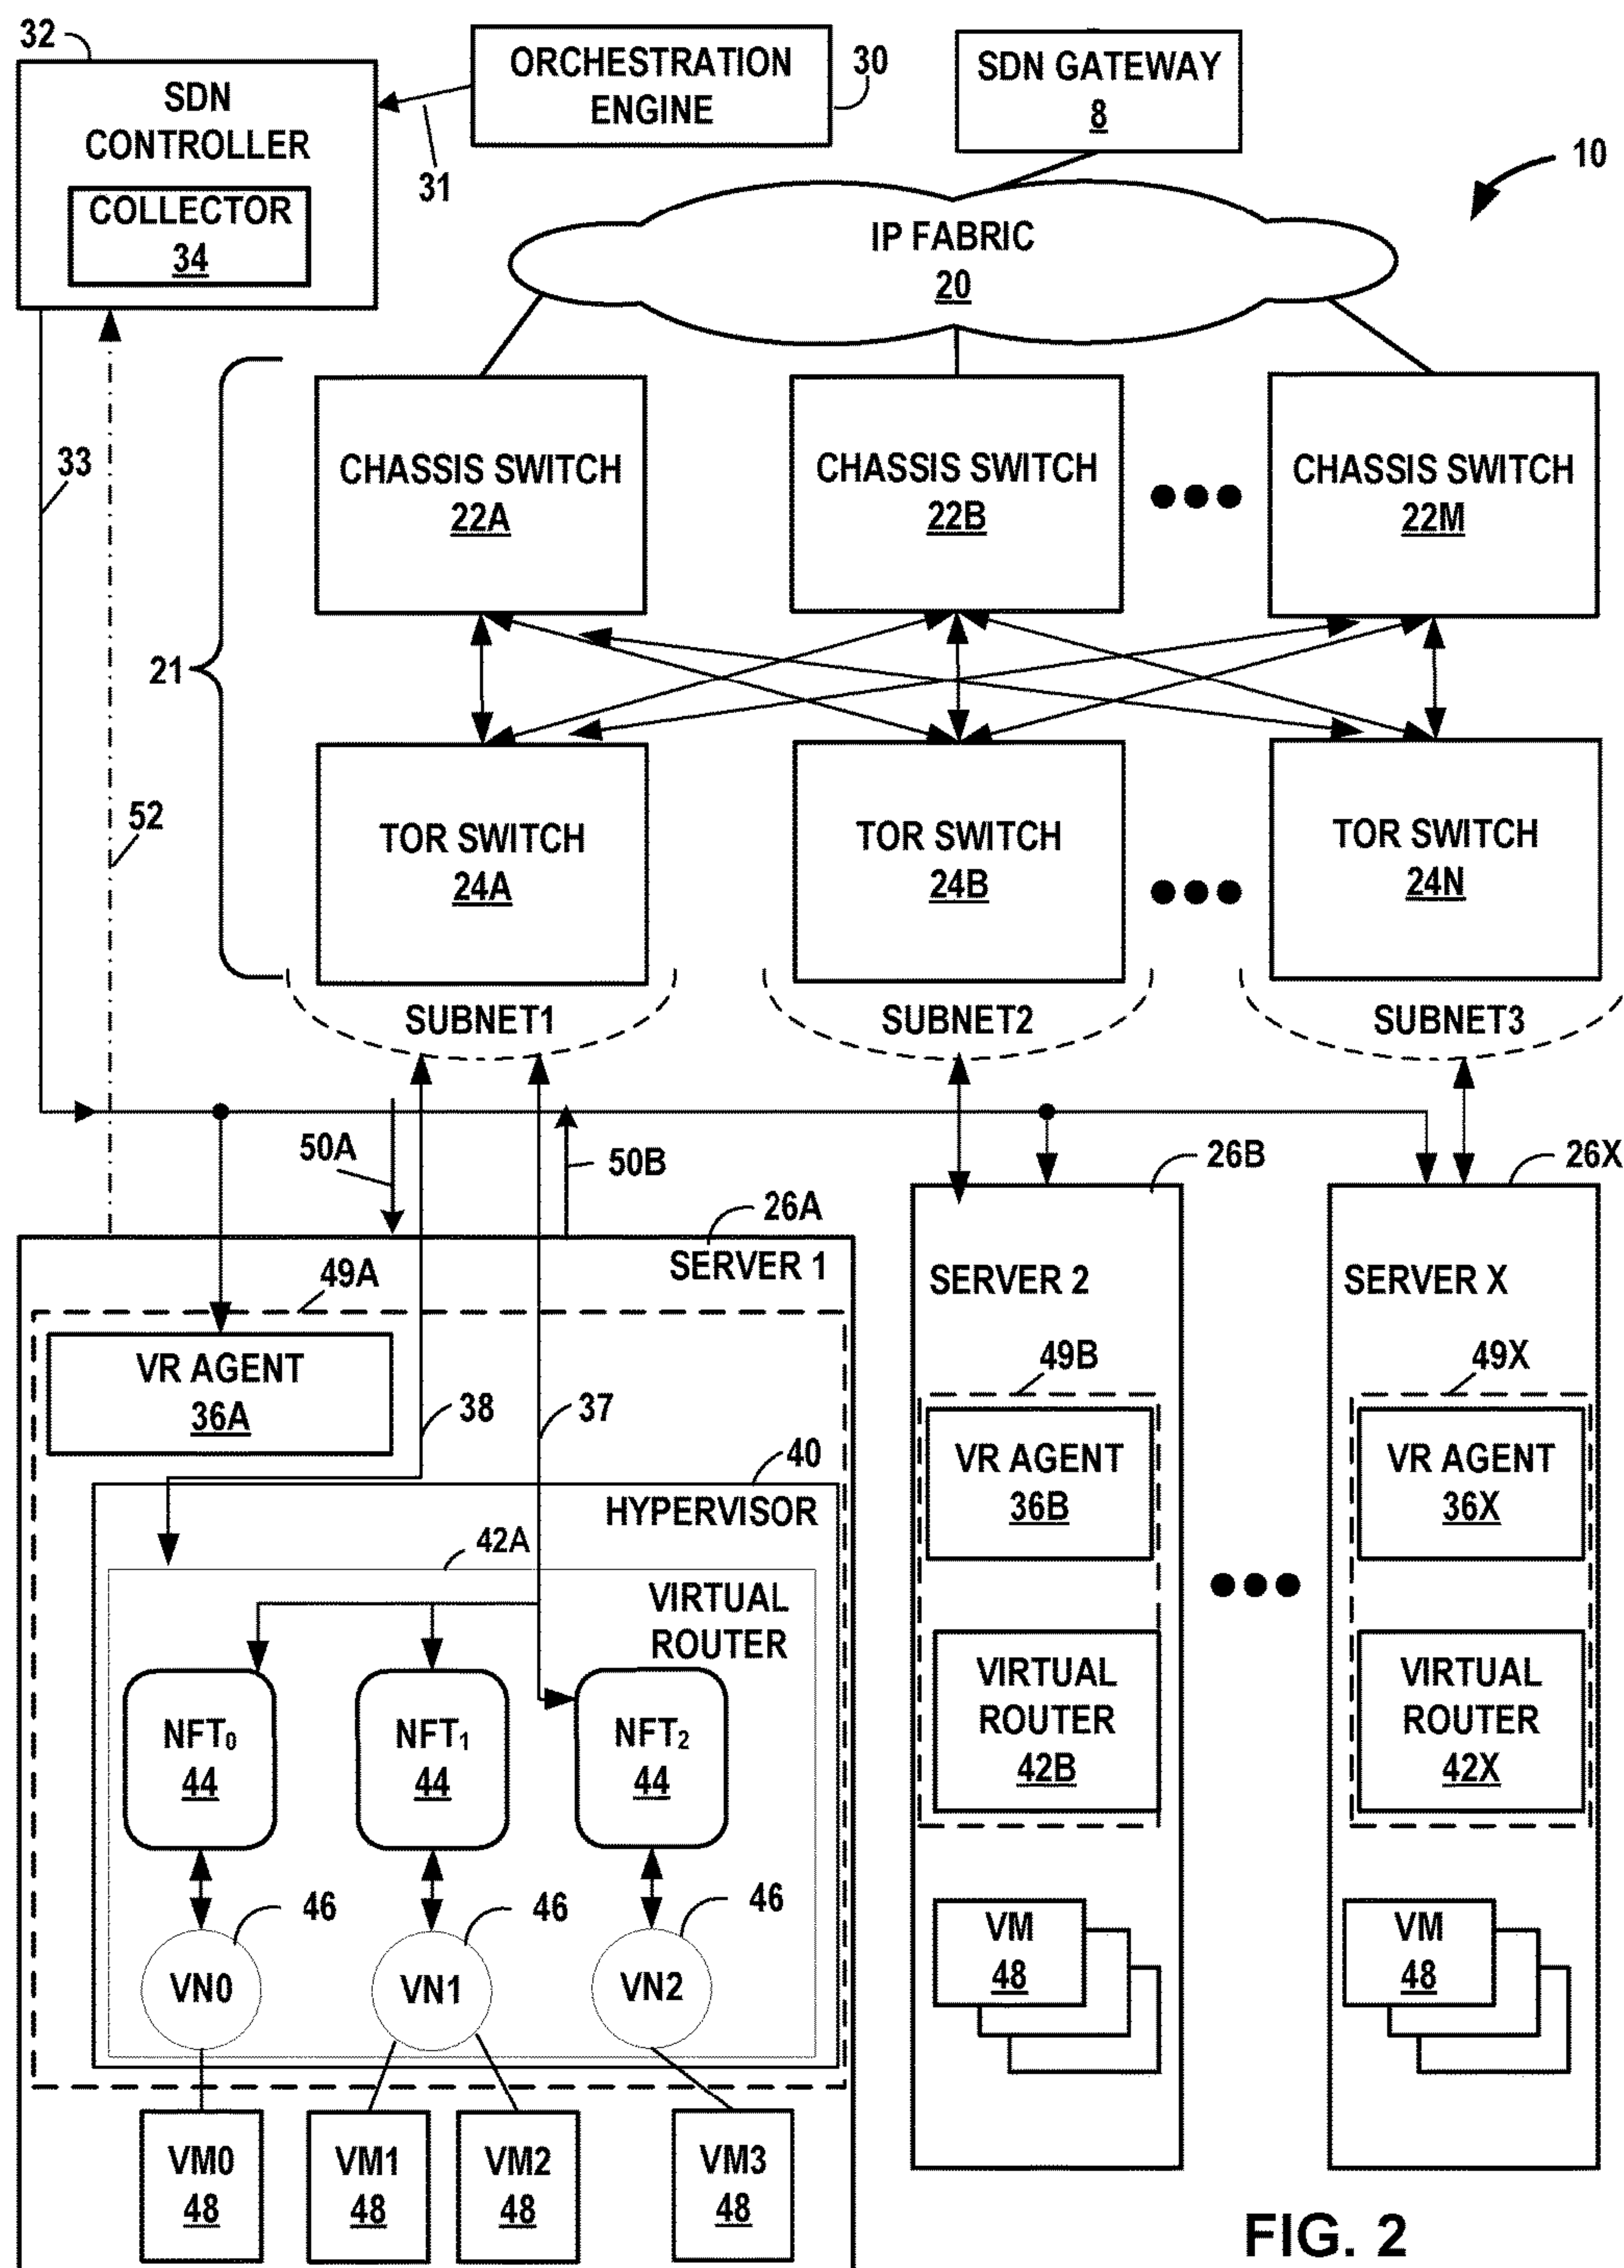 32
SDN
CONTROLLER
COLLECTOR
34
ORCHESTRATION
ENGINE
30
31
SDN GATEWAY
8
10
IP FABRIC
20
33
21
CHASSIS SWITCH
22A
CHASSIS SWITCH
22B
CHASSIS SWITCH
22M
52
TOR SWITCH
24A
TOR SWITCH
24B
TOR SWITCH
24N
SUBNET1
SUBNET2
SUBNET3
50A
50B
26A
26B
26X
SERVER 1
49A
VR AGENT
36A
38
37
40
HYPERVISOR
42A
VIRTUAL
ROUTER
NFT₀
44
NFT₁
44
NFT₂
44
46
46
46
VN0
VN1
VN2
VM0
48
VM1
48
VM2
48
VM3
48
SERVER 2
49B
VR AGENT
36B
VIRTUAL
ROUTER
42B
VM
48
SERVER X
49X
VR AGENT
36X
VIRTUAL
ROUTER
42X
VM
48
FIG. 2